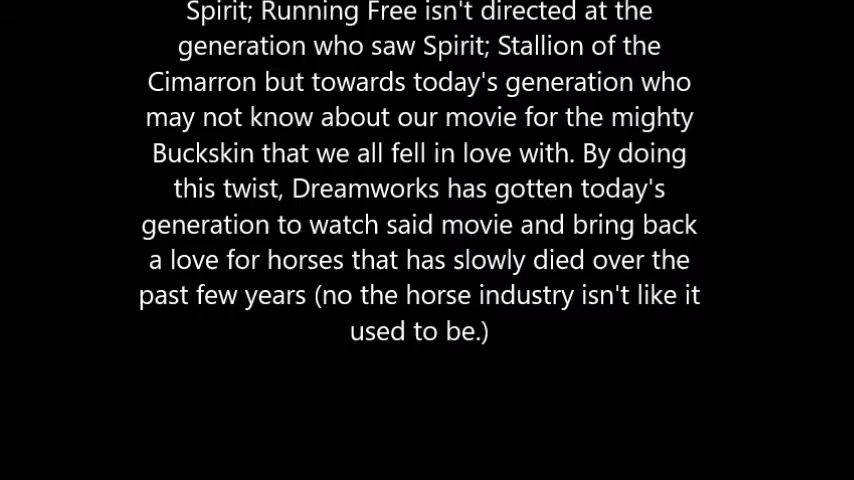 Spirit; Running Free isn't directed at the
generation who saw Spirit; Stallion of the
Cimarron but towards today's generation who
may not know about our movie for the mighty
Buckskin that we all fell in love with. By doing
this twist, Dreamworks has gotten today's
generation to watch said movie and bring back
a love for horses that has slowly died over the
past few years (no the horse industry isn't like it
used to be.)